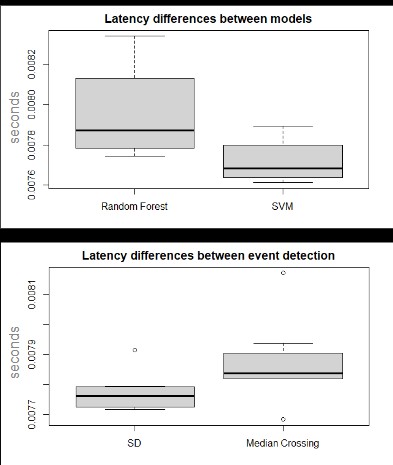 Latency differences between models
seconds
0.0082
0.0080
0.0078
0.0076
Random Forest SVM
Latency differences between event detection
seconds
0.0081
0.0079
0.0077
SD Median Crossing